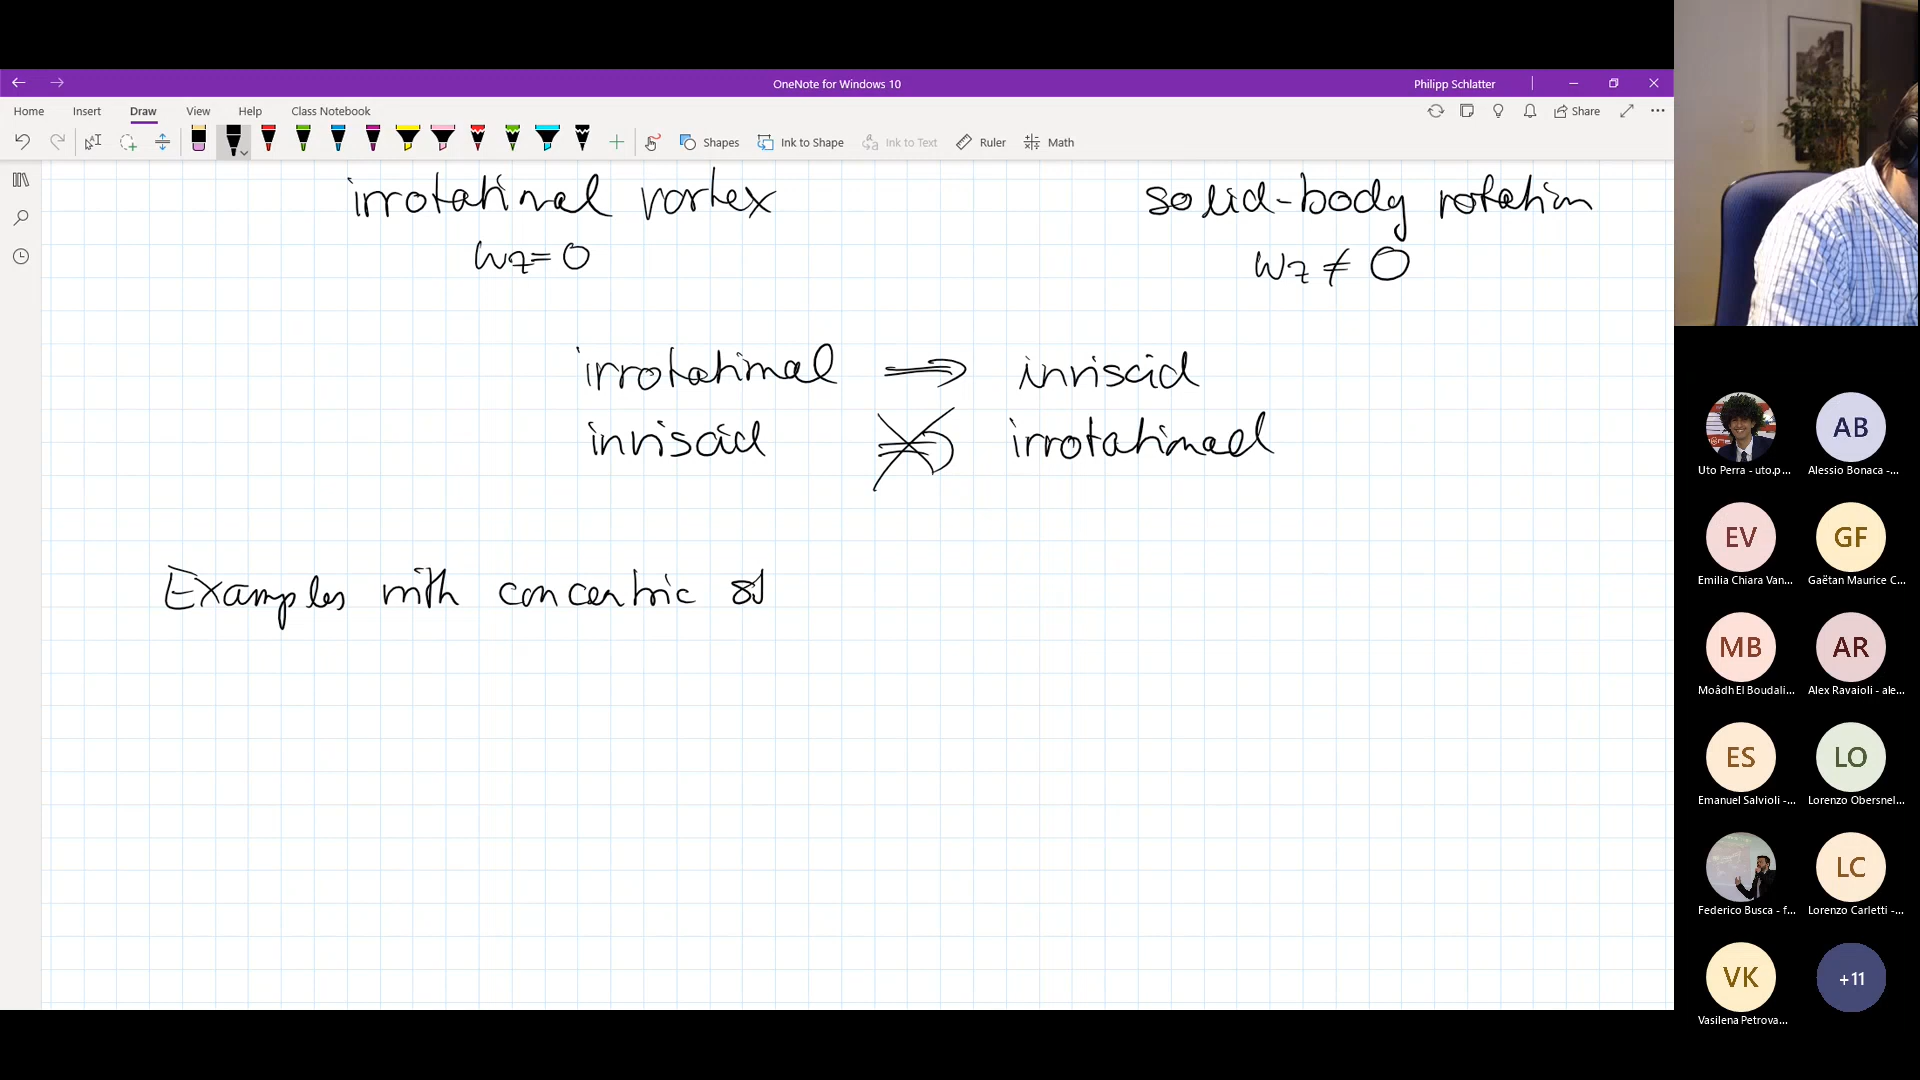 OneNote for Windows 10
Philipp Schlatter
Home Insert Draw View Help Class Notebook
Share
Shapes Ink to Shape Ink to Text Ruler Math
irrotational vortex
ωz = 0
solid-body rotation
ωz ≠ 0
irrotational ⇒ inviscid
inviscid ⇒ irrotational
Examples with concentric
Uto Perra - uto.p...
AB
Alessio Bonaca -...
EV
Emilia Chiara Van...
GF
Gaëtan Maurice C...
MB
Moâdh El Boudali...
AR
Alex Ravaioli - ale...
ES
Emanuel Salvioli -...
LO
Lorenzo Obersnel...
Federico Busca - f...
LC
Lorenzo Carletti -...
VK
Vasilena Petrova...
+11